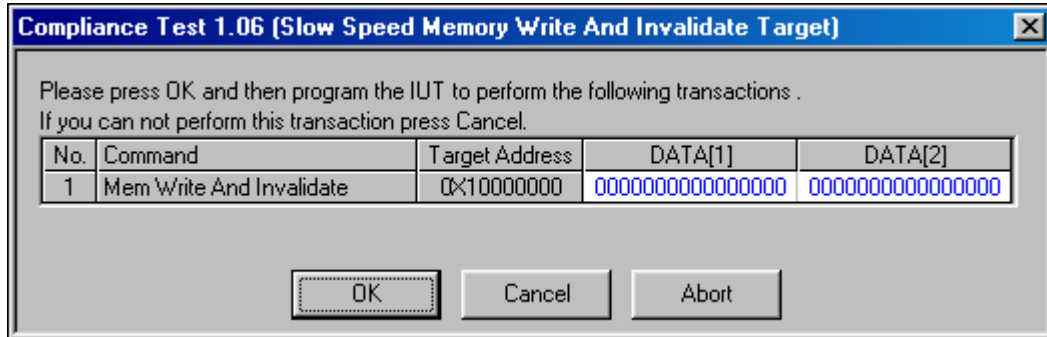 Compliance Test 1.06 (Slow Speed Memory Write And Invalidate Target)
Please press OK and then program the IUT to perform the following transactions .
If you can not perform this transaction press Cancel.
No. Command Target Address DATA[1] DATA[2]
1 Mem Write And Invalidate 0X10000000 0000000000000000 0000000000000000
OK Cancel Abort